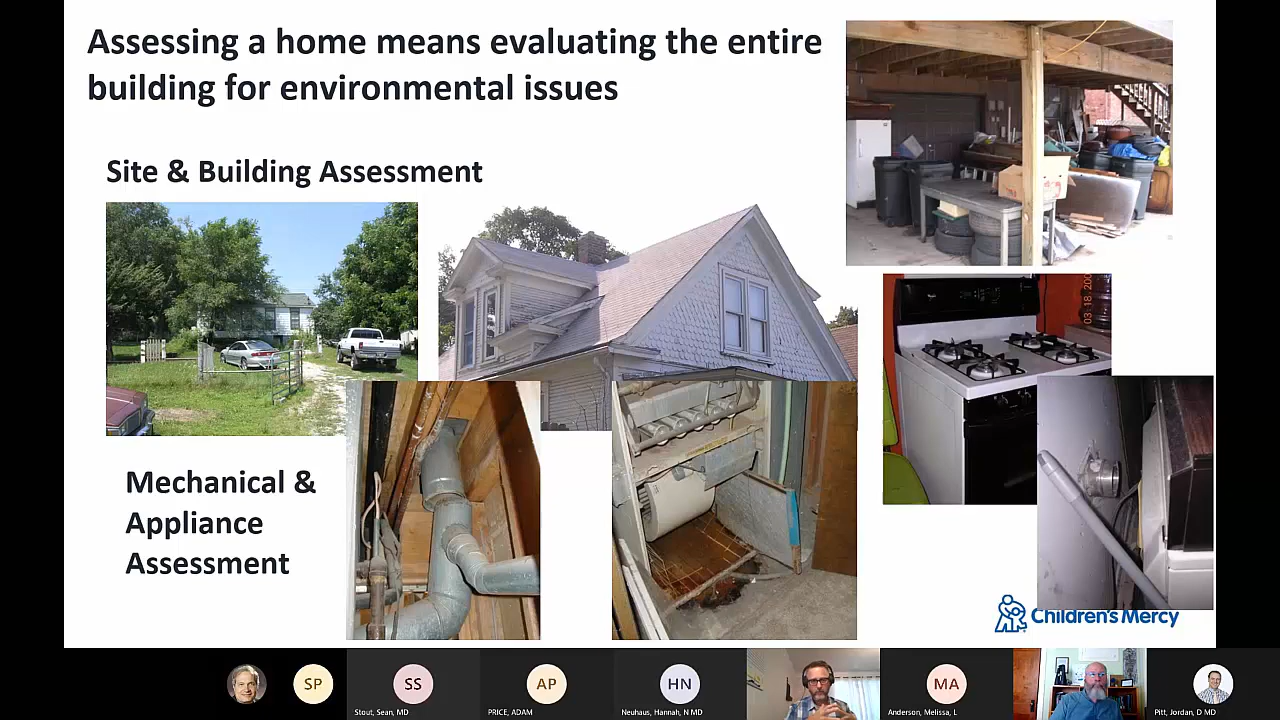 Assessing a home means evaluating the entire
building for environmental issues
Site & Building Assessment
Mechanical &
Appliance
Assessment
Children's Mercy
SP
SS
AP
HN
MA
Stout, Sean, MD
PRICE, ADAM
Neuhaus, Hannah, N MD
Anderson, Melissa, L
Pitt, Jordan, D MD